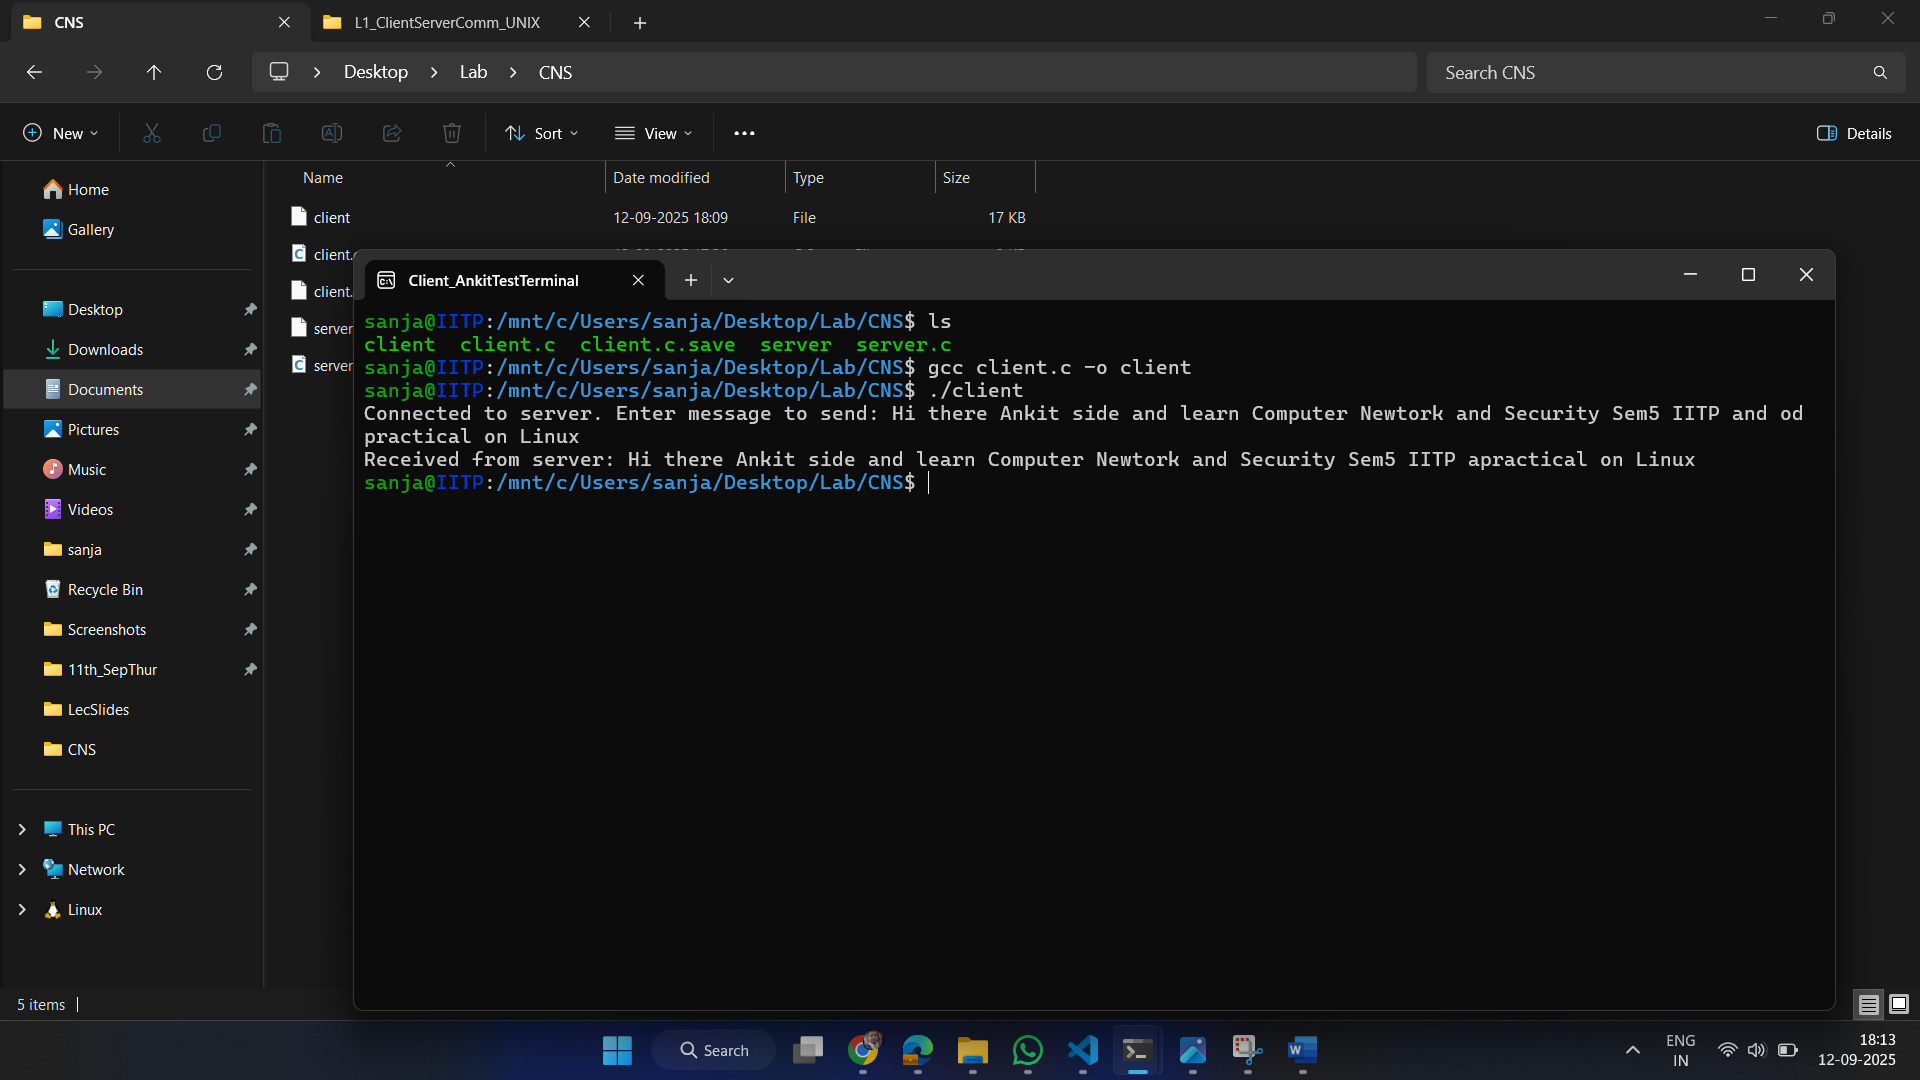 CNS
L1_ClientServerComm_UNIX
Desktop
Lab
CNS
Search CNS
New
Sort
View
Details
Name
Date modified
Type
Size
client
12-09-2025 18:09
File
17 KB
client.
client.
server
server
Home
Gallery
Desktop
Downloads
Documents
Pictures
Music
Videos
sanja
Recycle Bin
Screenshots
11th_SepThur
LecSlides
CNS
This PC
Network
Linux
5 items
Client_AnkitTestTerminal
sanja@IITP:/mnt/c/Users/sanja/Desktop/Lab/CNS$ ls
client  client.c  client.c.save  server  server.c
sanja@IITP:/mnt/c/Users/sanja/Desktop/Lab/CNS$ gcc client.c -o client
sanja@IITP:/mnt/c/Users/sanja/Desktop/Lab/CNS$ ./client
Connected to server. Enter message to send: Hi there Ankit side and learn Computer Newtork and Security Sem5 IITP and od
practical on Linux
Received from server: Hi there Ankit side and learn Computer Newtork and Security Sem5 IITP apractical on Linux
sanja@IITP:/mnt/c/Users/sanja/Desktop/Lab/CNS$
Search
ENG
IN
18:13
12-09-2025